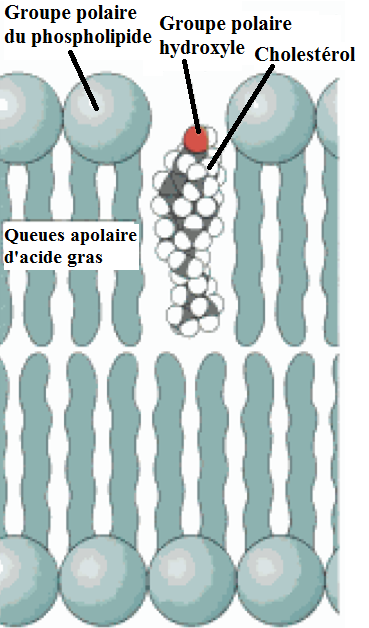 Groupe polaire
du phospholipide
Groupe polaire
hydroxyle
Cholestérol
Queues apolaire
d'acide gras